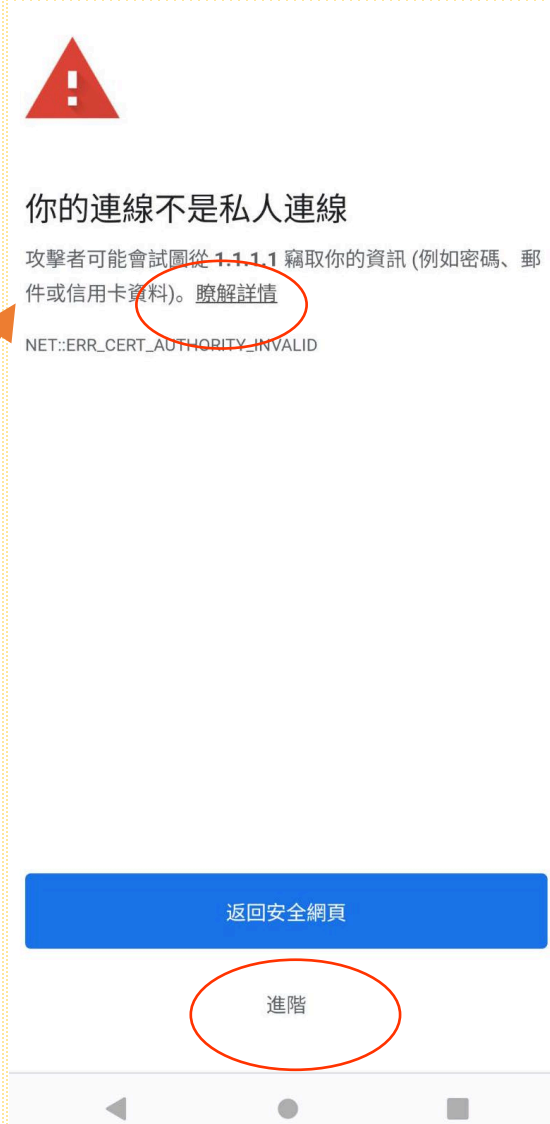 你的連線不是私人連線
攻擊者可能會試圖從 1.1.1.1 竊取你的資訊 (例如密碼、郵
件或信用卡資料)。瞭解詳情
NET::ERR_CERT_AUTHORITY_INVALID
返回安全網頁
進階